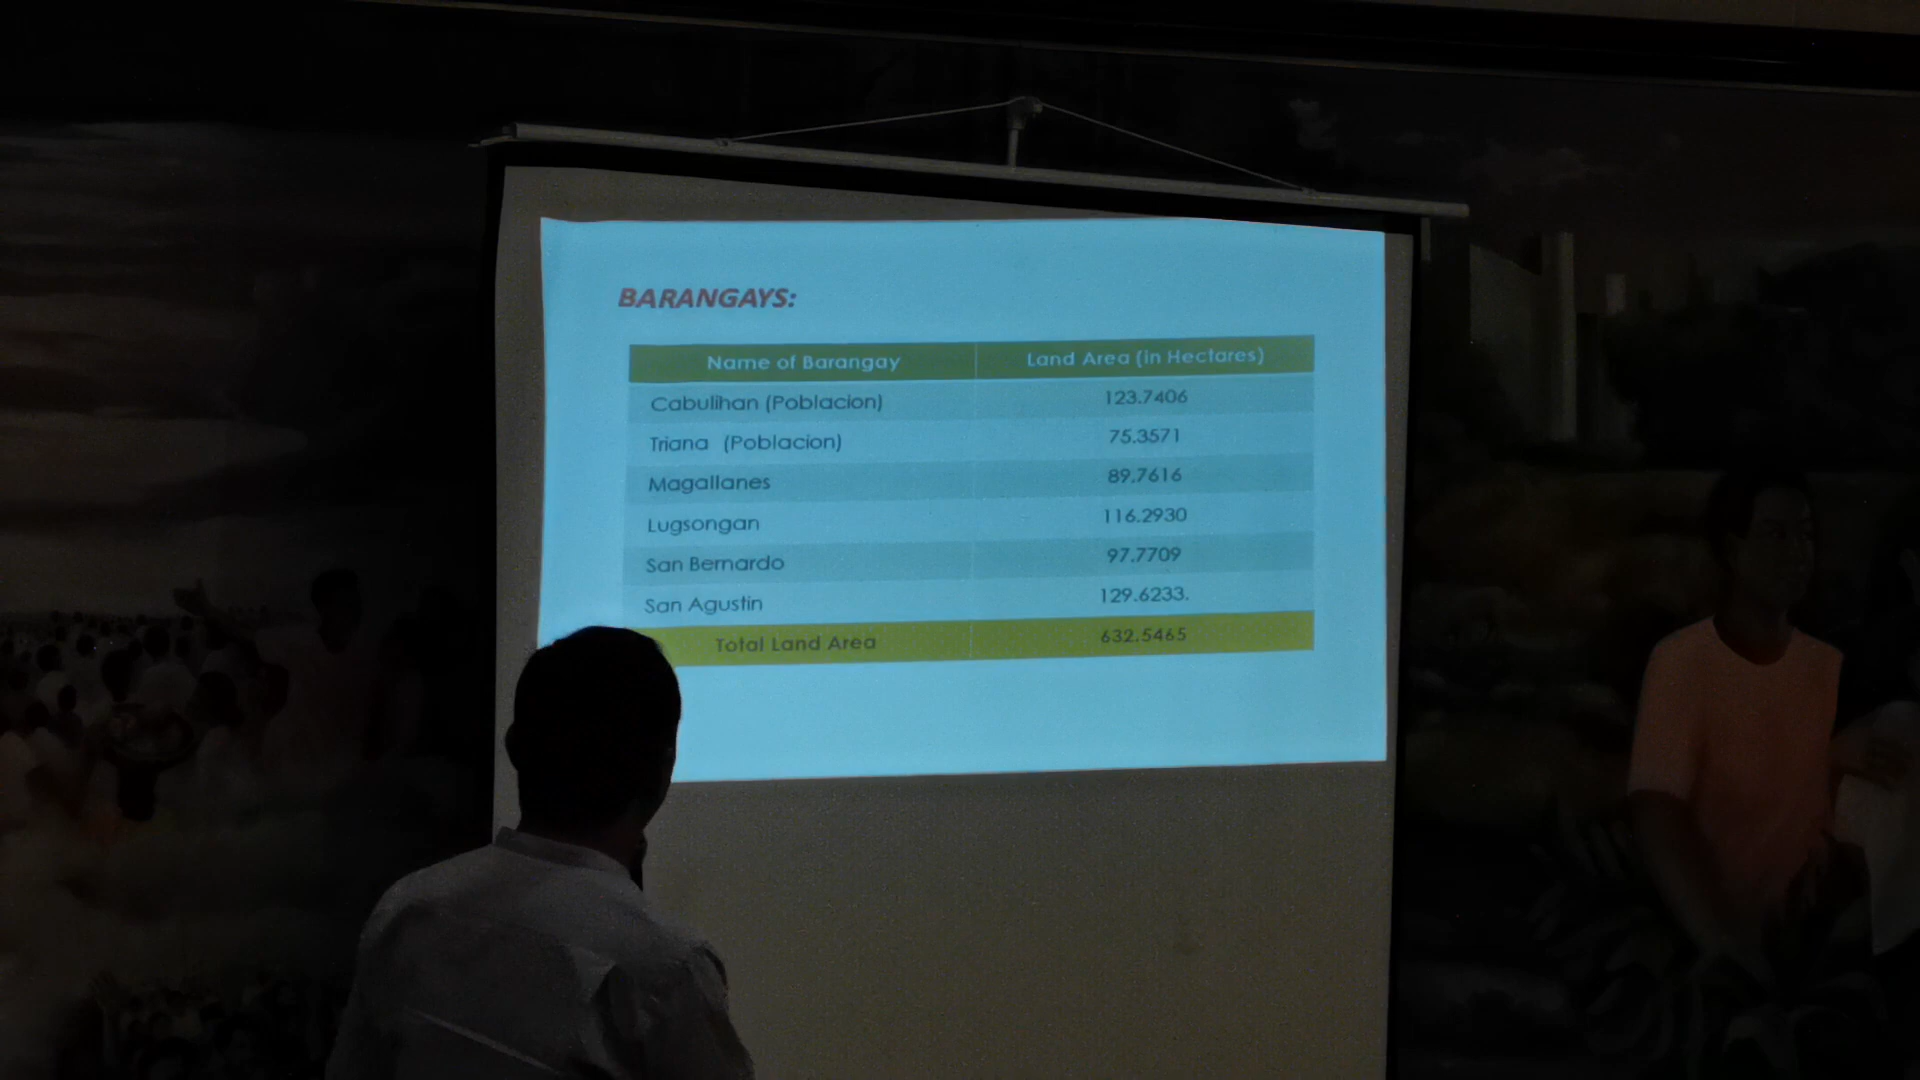 BARANGAYS:
Name of Barangay Land Area (in Hectares)
Cabulihan (Poblacion) 123.7406
Triana (Poblacion) 75.3571
Magallanes 89.7616
Lugsongan 116.2930
San Bernardo 97.7709
San Agustin 129.6233.
Total Land Area 632.5465